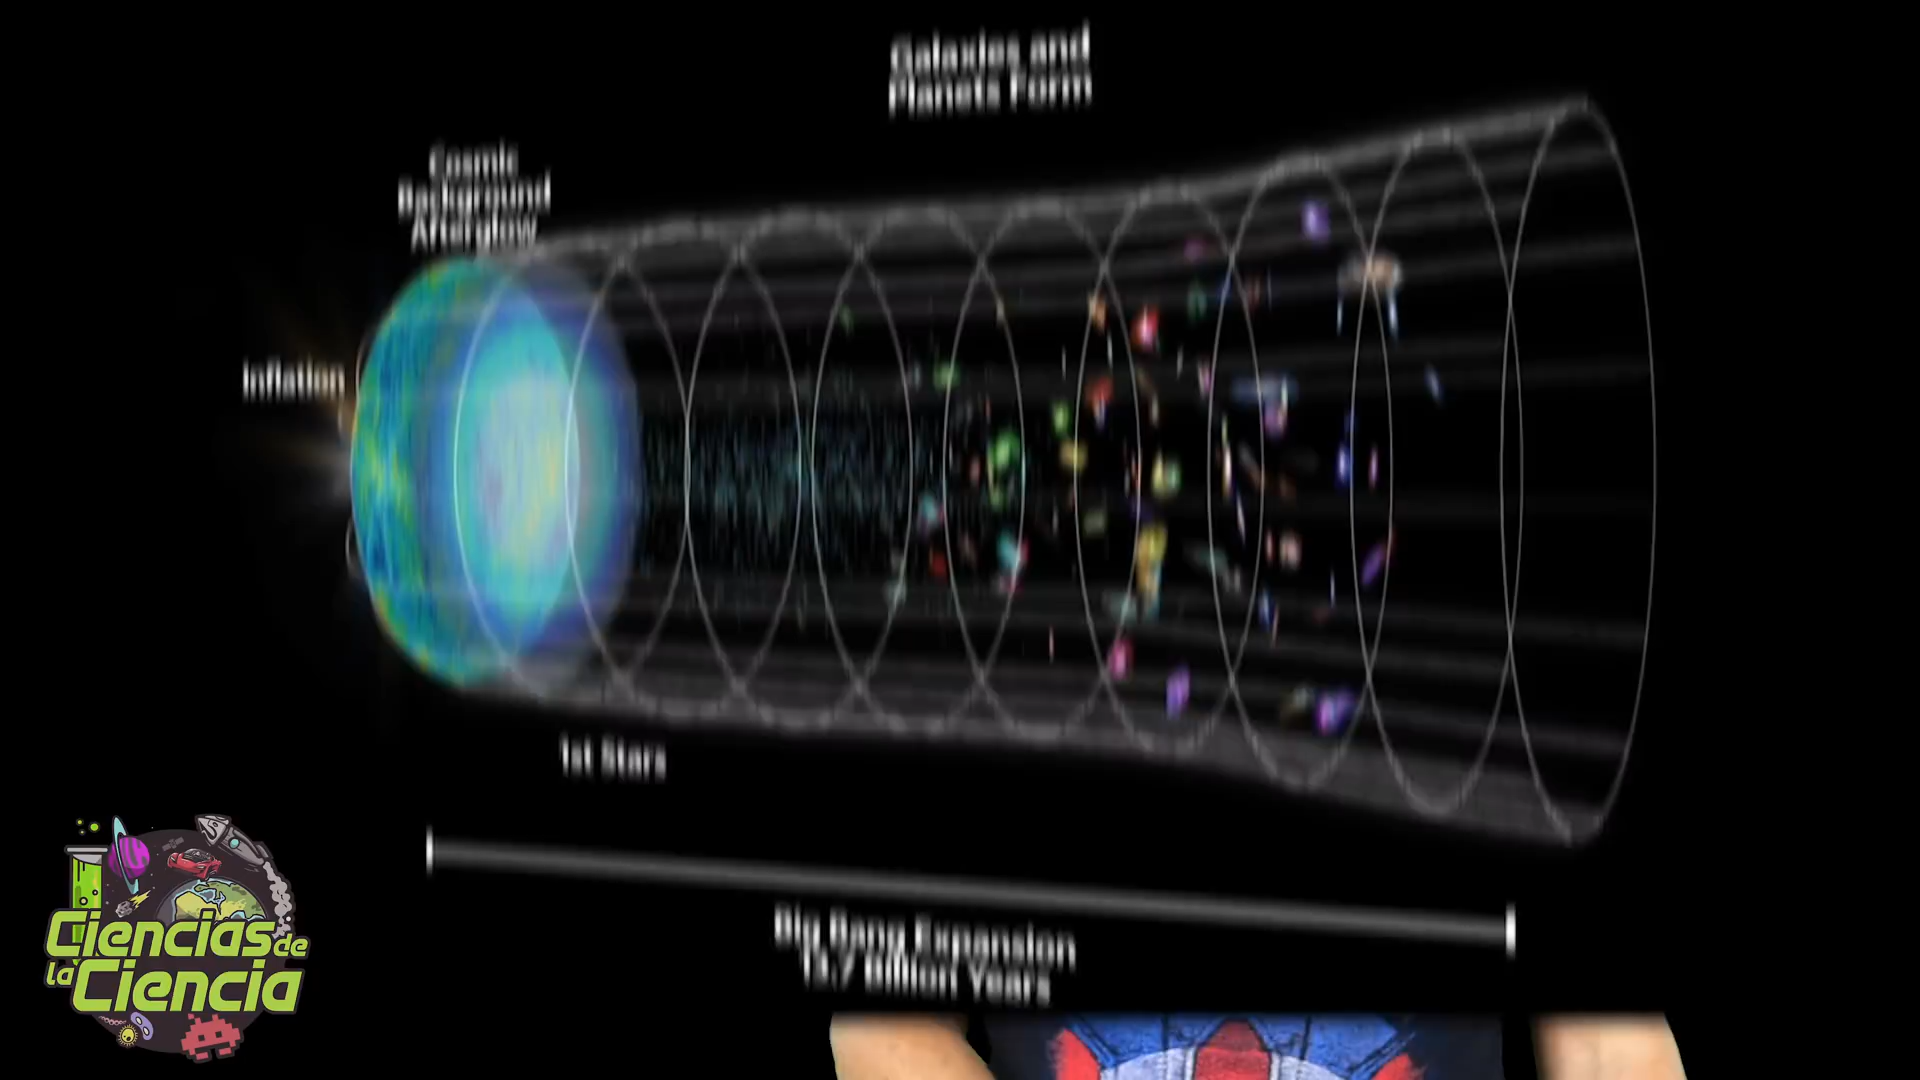 Galaxies and
Planets Form
Cosmic
Background
Afterglow
Inflation
1st Stars
Big Bang Expansion
13.7 Billion Years
Ciencias de
la Ciencia